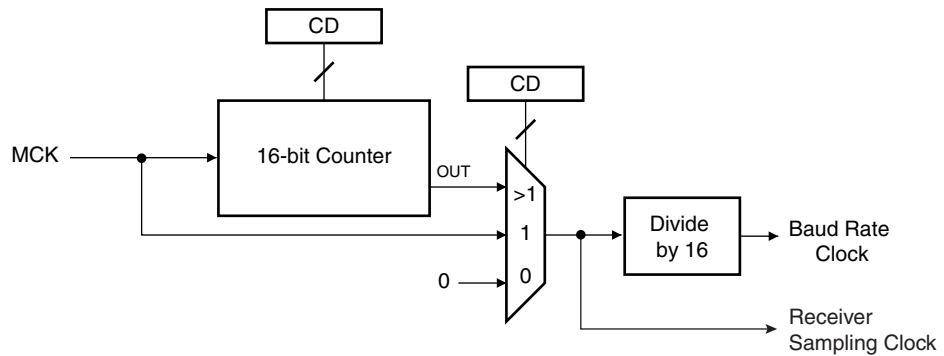 CD
CD
MCK
16-bit Counter
OUT
>1
1
0
0
Divide
by 16
Baud Rate
Clock
Receiver
Sampling Clock